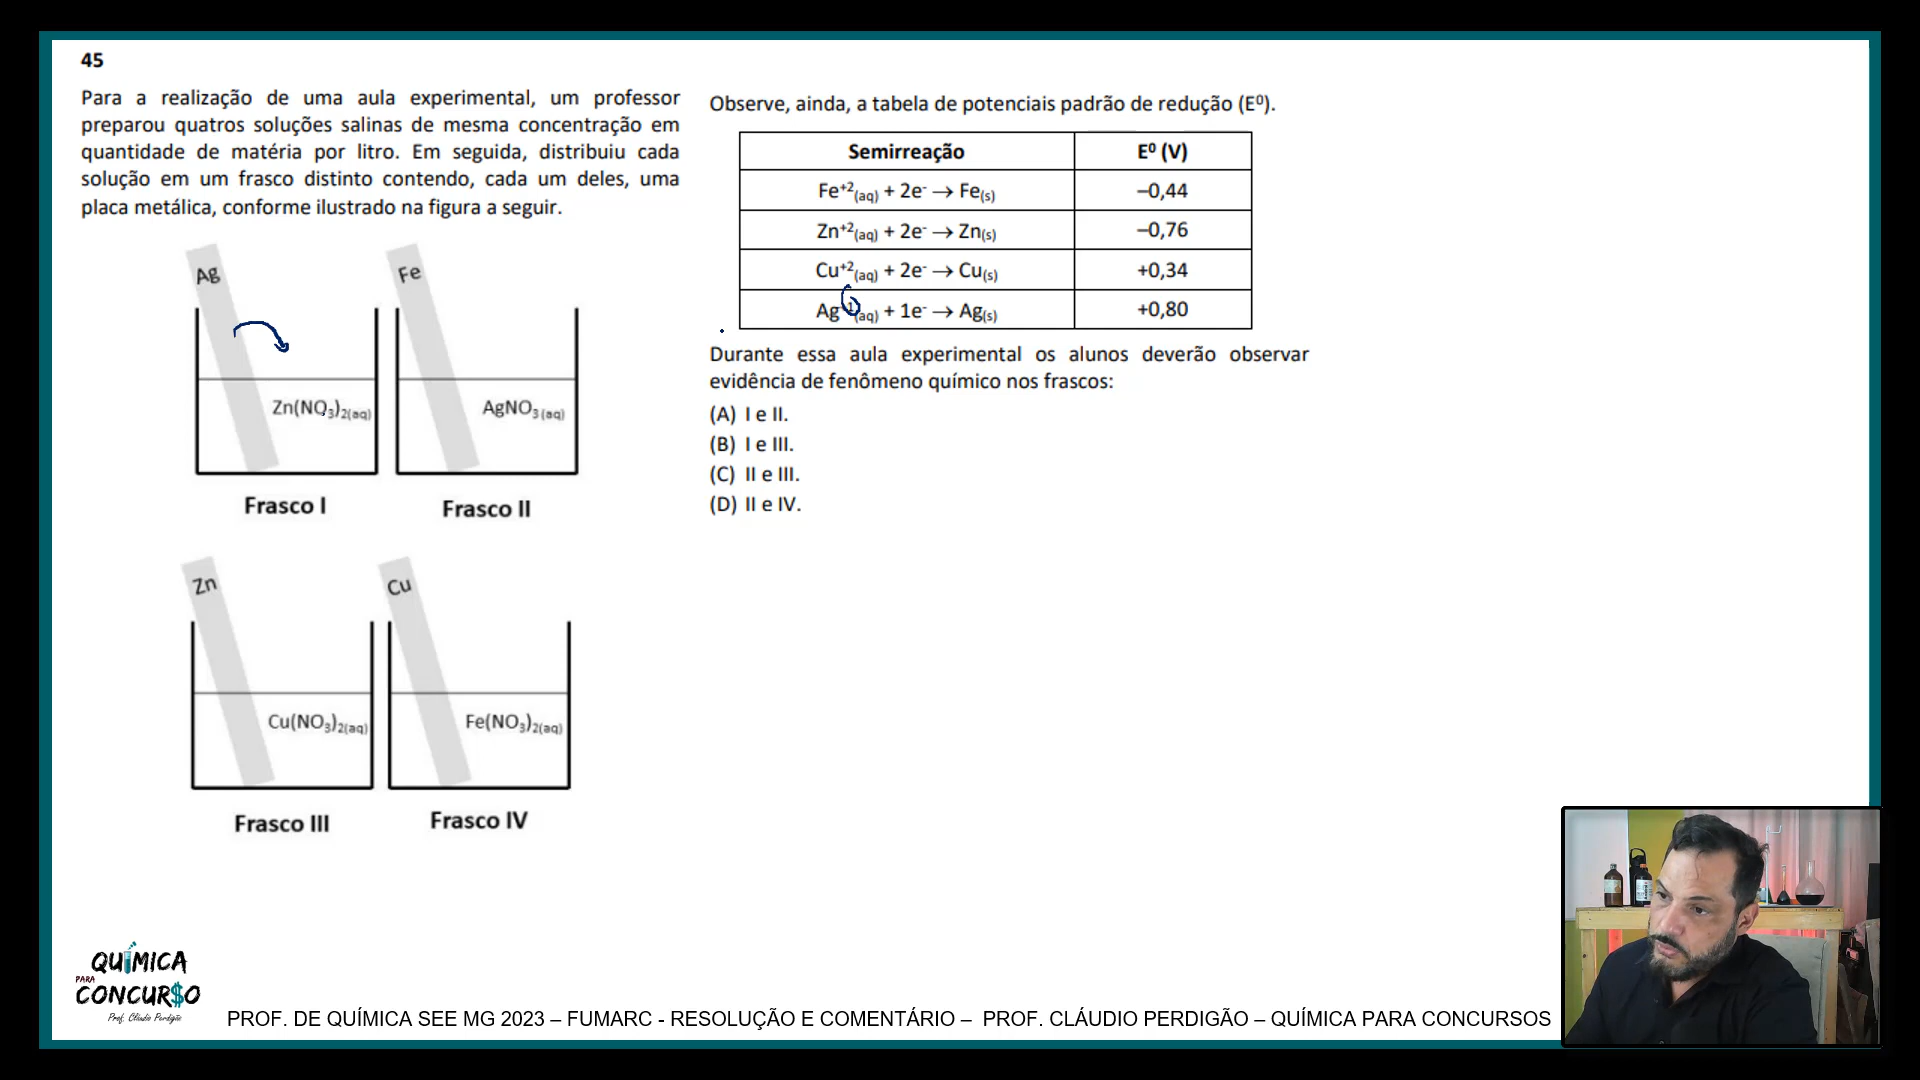 45
Para a realização de uma aula experimental, um professor
preparou quatros soluções salinas de mesma concentração em
quantidade de matéria por litro. Em seguida, distribuiu cada
solução em um frasco distinto contendo, cada um deles, uma
placa metálica, conforme ilustrado na figura a seguir.
Ag
Fe
Zn(NO₃)₂(aq)
AgNO₃(aq)
Frasco I
Frasco II
Zn
Cu
Cu(NO₃)₂(aq)
Fe(NO₃)₂(aq)
Frasco III
Frasco IV
Observe, ainda, a tabela de potenciais padrão de redução (E⁰).
Semirreação E⁰ (V)
Fe⁺²(aq) + 2e⁻ → Fe(s) –0,44
Zn⁺²(aq) + 2e⁻ → Zn(s) –0,76
Cu⁺²(aq) + 2e⁻ → Cu(s) +0,34
Ag⁺¹(aq) + 1e⁻ → Ag(s) +0,80
Durante essa aula experimental os alunos deverão observar
evidência de fenômeno químico nos frascos:
(A) I e II.
(B) I e III.
(C) II e III.
(D) II e IV.
QUÍMICA
PARA
CONCUR$O
Prof. Cláudio Perdigão
PROF. DE QUÍMICA SEE MG 2023 – FUMARC - RESOLUÇÃO E COMENTÁRIO – PROF. CLÁUDIO PERDIGÃO – QUÍMICA PARA CONCURSOS